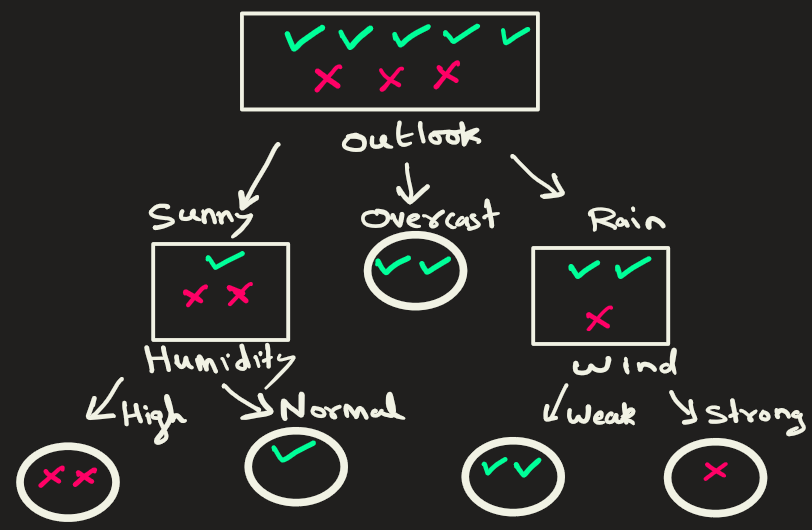 Outlook
Sunny
Overcast
Rain
Humidity
Wind
High
Normal
Weak
Strong